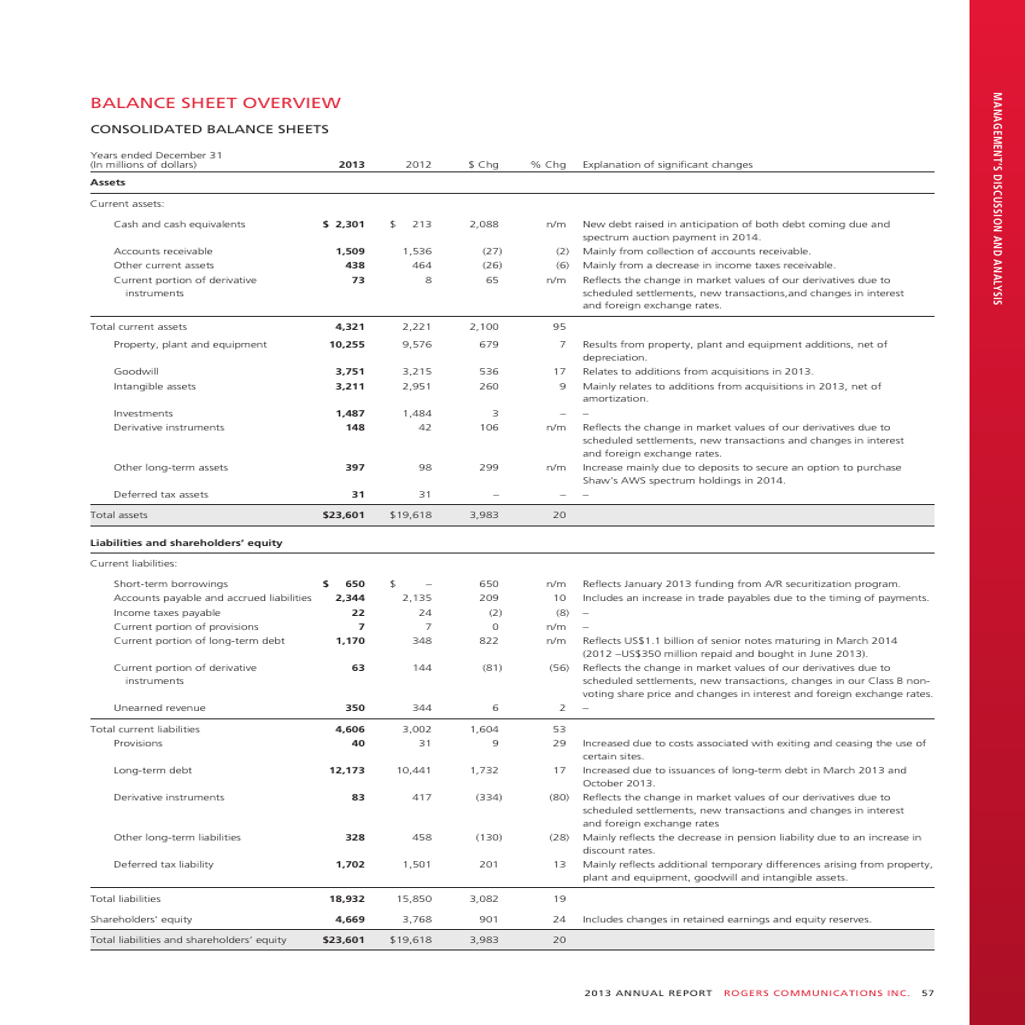 BALANCE SHEET OVERVIEW
CONSOLIDATED BALANCE SHEETS
Years ended December 31
(In millions of dollars) 2013 2012 $ Chg % Chg Explanation of significant changes
Assets
Current assets:
Cash and cash equivalents $ 2,301 $ 213 2,088 n/m New debt raised in anticipation of both debt coming due and
spectrum auction payment in 2014.
Accounts receivable 1,509 1,536 (27) (2) Mainly from collection of accounts receivable.
Other current assets 438 464 (26) (6) Mainly from a decrease in income taxes receivable.
Current portion of derivative 73 8 65 n/m Reflects the change in market values of our derivatives due to
instruments scheduled settlements, new transactions,and changes in interest
and foreign exchange rates.
Total current assets 4,321 2,221 2,100 95
Property, plant and equipment 10,255 9,576 679 7 Results from property, plant and equipment additions, net of
depreciation.
Goodwill 3,751 3,215 536 17 Relates to additions from acquisitions in 2013.
Intangible assets 3,211 2,951 260 9 Mainly relates to additions from acquisitions in 2013, net of
amortization.
Investments 1,487 1,484 3 – –
Derivative instruments 148 42 106 n/m Reflects the change in market values of our derivatives due to
scheduled settlements, new transactions and changes in interest
and foreign exchange rates.
Other long-term assets 397 98 299 n/m Increase mainly due to deposits to secure an option to purchase
Shaw's AWS spectrum holdings in 2014.
Deferred tax assets 31 31 – – –
Total assets $23,601 $19,618 3,983 20
Liabilities and shareholders' equity
Current liabilities:
Short-term borrowings $ 650 $ – 650 n/m Reflects January 2013 funding from A/R securitization program.
Accounts payable and accrued liabilities 2,344 2,135 209 10 Includes an increase in trade payables due to the timing of payments.
Income taxes payable 22 24 (2) (8) –
Current portion of provisions 7 7 0 n/m –
Current portion of long-term debt 1,170 348 822 n/m Reflects US$1.1 billion of senior notes maturing in March 2014
(2012 –US$350 million repaid and bought in June 2013).
Current portion of derivative 63 144 (81) (56) Reflects the change in market values of our derivatives due to
instruments scheduled settlements, new transactions, changes in our Class B non-
voting share price and changes in interest and foreign exchange rates.
Unearned revenue 350 344 6 2 –
Total current liabilities 4,606 3,002 1,604 53
Provisions 40 31 9 29 Increased due to costs associated with exiting and ceasing the use of
certain sites.
Long-term debt 12,173 10,441 1,732 17 Increased due to issuances of long-term debt in March 2013 and
October 2013.
Derivative instruments 83 417 (334) (80) Reflects the change in market values of our derivatives due to
scheduled settlements, new transactions and changes in interest
and foreign exchange rates
Other long-term liabilities 328 458 (130) (28) Mainly reflects the decrease in pension liability due to an increase in
discount rates.
Deferred tax liability 1,702 1,501 201 13 Mainly reflects additional temporary differences arising from property,
plant and equipment, goodwill and intangible assets.
Total liabilities 18,932 15,850 3,082 19
Shareholders' equity 4,669 3,768 901 24 Includes changes in retained earnings and equity reserves.
Total liabilities and shareholders' equity $23,601 $19,618 3,983 20
MANAGEMENT'S DISCUSSION AND ANALYSIS
2013 ANNUAL REPORT ROGERS COMMUNICATIONS INC. 57